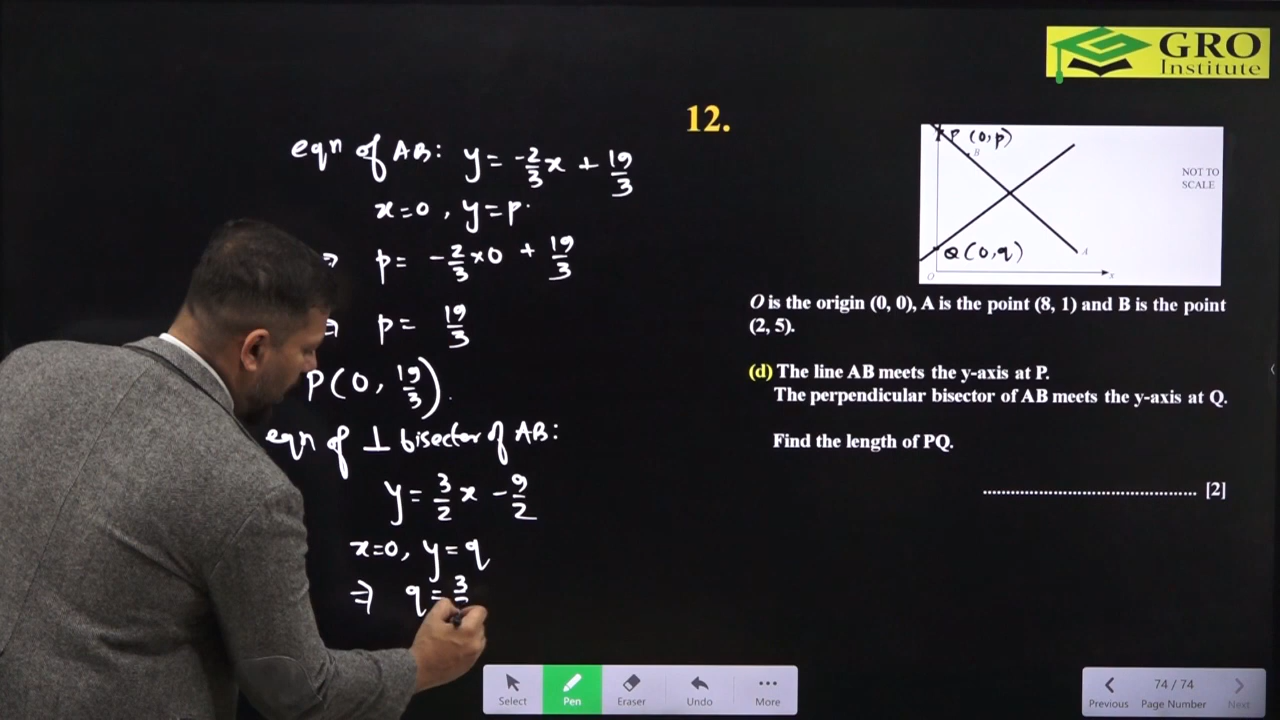 GRO
Institute
12.
eqn of AB: y = -2/3 x + 19/3
x=0, y=p.
⇒ p = -2/3 ×0 + 19/3
⇒ p = 19/3
P(0, 19/3).
eqn of ⊥ bisector of AB:
y = 3/2 x - 9/2
x=0, y=q
⇒ q = 3
P (0,p)
B
NOT TO
SCALE
Q (0,q)
A
O
x
O is the origin (0, 0), A is the point (8, 1) and B is the point
(2, 5).
(d) The line AB meets the y-axis at P.
The perpendicular bisector of AB meets the y-axis at Q.
Find the length of PQ.
[2]
Select
Pen
Eraser
Undo
More
74 / 74
Previous
Page Number
Next